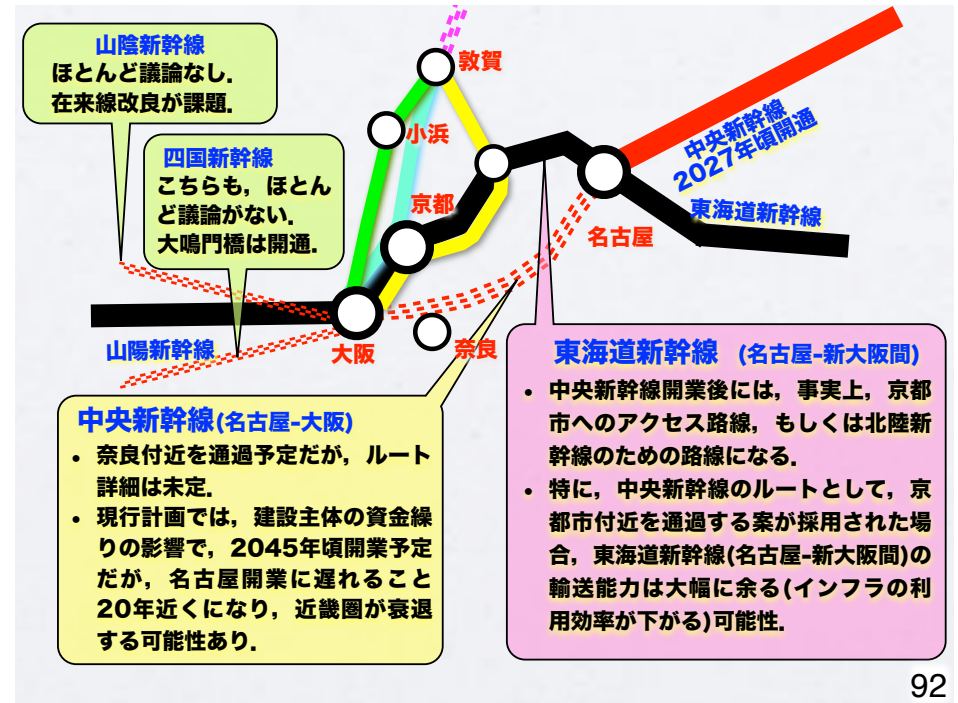 山陰新幹線
ほとんど議論なし.
在来線改良が課題.
四国新幹線
こちらも，ほとん
ど議論がない.
大鳴門橋は開通.
敦賀
小浜
京都
中央新幹線
2027年頃開通
東海道新幹線
名古屋
山陽新幹線
大阪
奈良
中央新幹線(名古屋-大阪)
• 奈良付近を通過予定だが，ルート
詳細は未定.
• 現行計画では，建設主体の資金繰
りの影響で，2045年頃開業予定
だが，名古屋開業に遅れること
20年近くになり，近畿圏が衰退
する可能性あり.
東海道新幹線 (名古屋-新大阪間)
• 中央新幹線開業後には，事実上，京都
市へのアクセス路線，もしくは北陸新
幹線のための路線になる.
• 特に，中央新幹線のルートとして，京
都市付近を通過する案が採用された場
合，東海道新幹線(名古屋-新大阪間)の
輸送能力は大幅に余る(インフラの利
用効率が下がる)可能性.
92